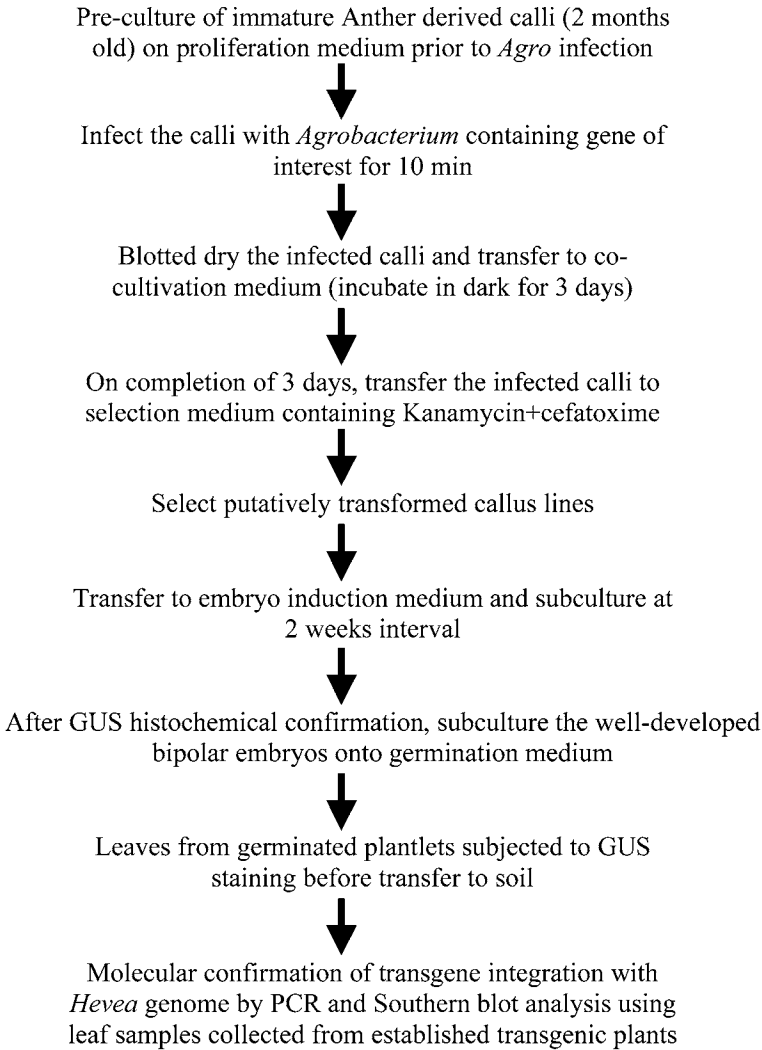 Pre-culture of immature Anther derived calli (2 months
old) on proliferation medium prior to Agro infection
Infect the calli with Agrobacterium containing gene of
interest for 10 min
Blotted dry the infected calli and transfer to co-
cultivation medium (incubate in dark for 3 days)
On completion of 3 days, transfer the infected calli to
selection medium containing Kanamycin+cefatoxime
Select putatively transformed callus lines
Transfer to embryo induction medium and subculture at
2 weeks interval
After GUS histochemical confirmation, subculture the well-developed
bipolar embryos onto germination medium
Leaves from germinated plantlets subjected to GUS
staining before transfer to soil
Molecular confirmation of transgene integration with
Hevea genome by PCR and Southern blot analysis using
leaf samples collected from established transgenic plants